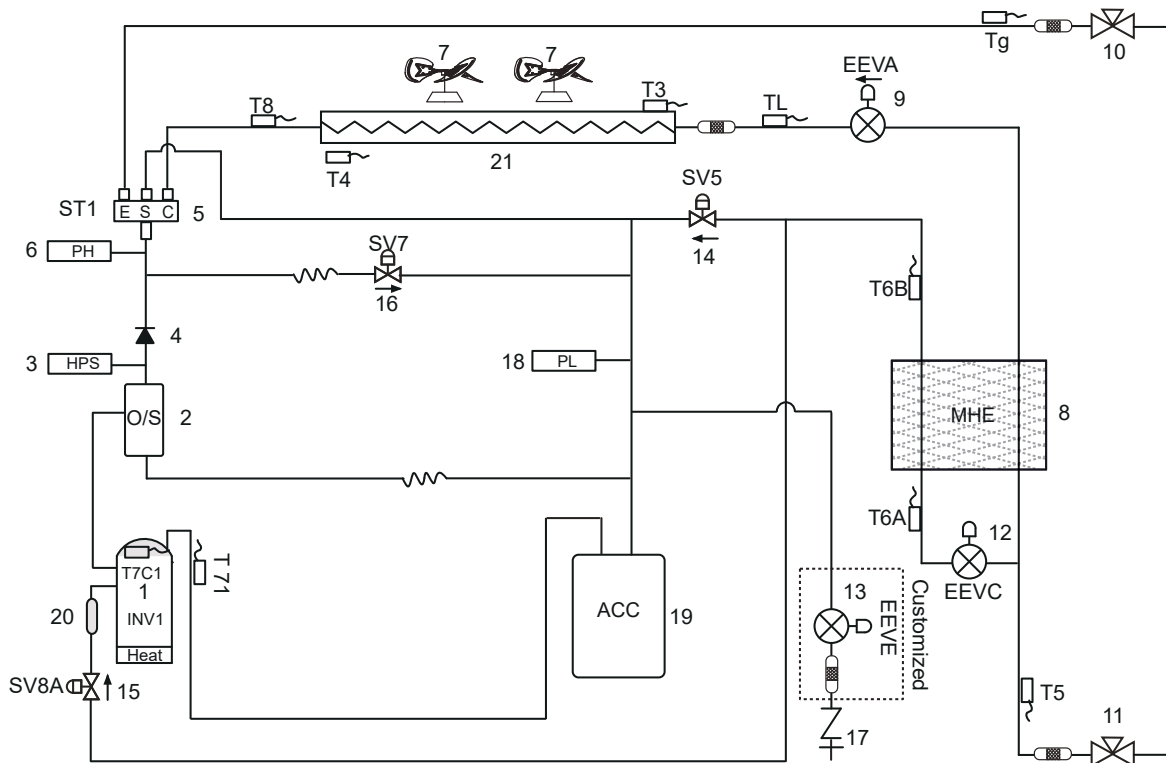 7
7
Tg
10
EEVA
9
T8
T3
TL
21
T4
ST1
E S C
5
SV5
14
6
PH
SV7
16
T6B
4
3
HPS
18
PL
O/S
2
MHE
8
T6A
12
EEVC
T7C1
1
INV1
Heat
T71
20
ACC
19
13
EEVE
Customized
SV8A
15
T5
17
11